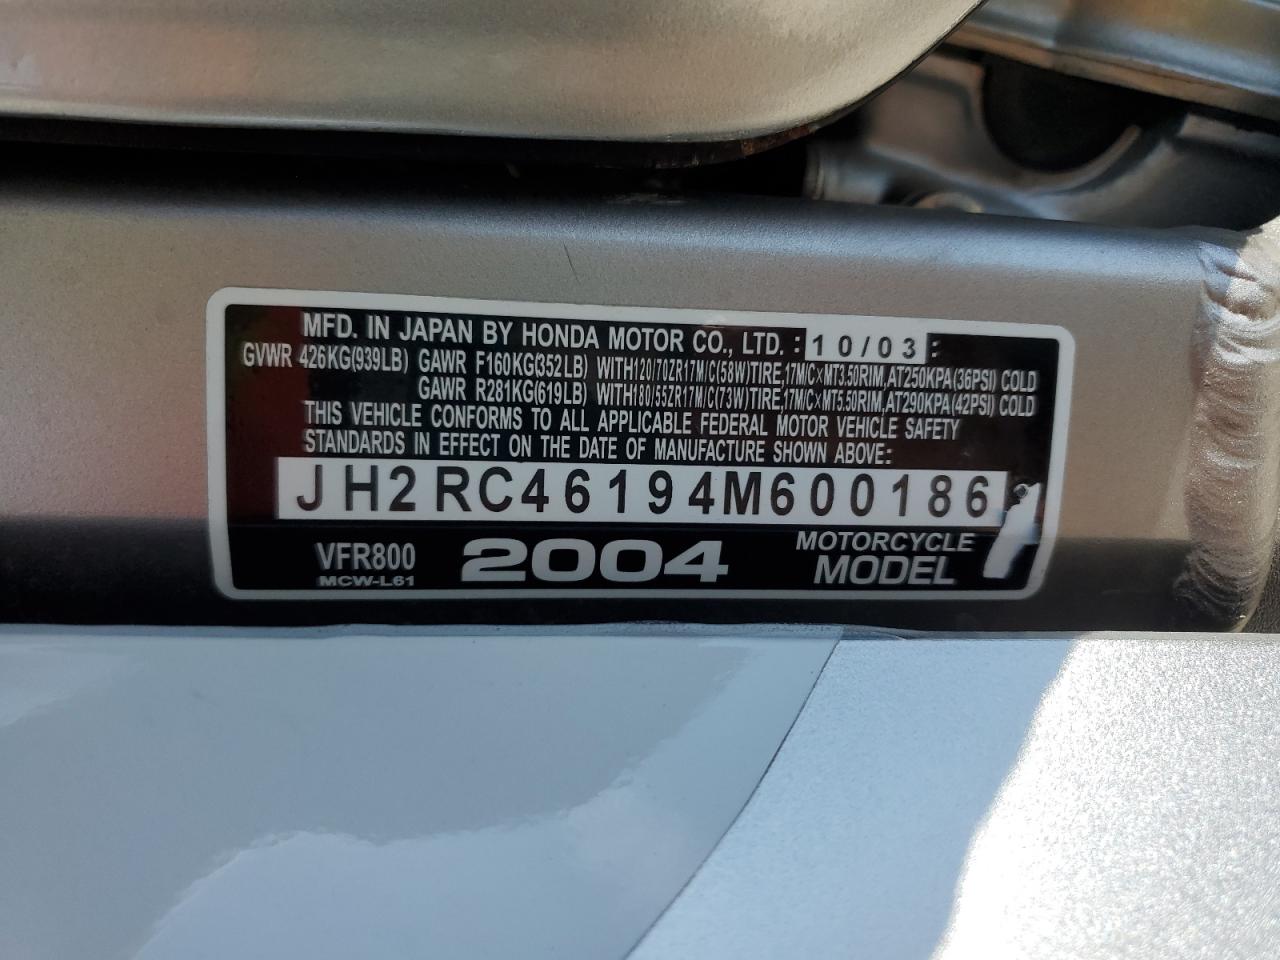 MFD. IN JAPAN BY HONDA MOTOR CO., LTD. : 10/03 :
GVWR 426KG(939LB) GAWR F160KG(352LB) WITH120/70ZR17M/C(58W)TIRE,17M/C×MT3.50RIM,AT250KPA(36PSI) COLD
GAWR R281KG(619LB) WITH180/55ZR17M/C(73W)TIRE,17M/C×MT5.50RIM,AT290KPA(42PSI) COLD
THIS VEHICLE CONFORMS TO ALL APPLICABLE FEDERAL MOTOR VEHICLE SAFETY
STANDARDS IN EFFECT ON THE DATE OF MANUFACTURE SHOWN ABOVE:
JH2RC46194M600186
VFR800 2004 MOTORCYCLE
MCW-L61 MODEL